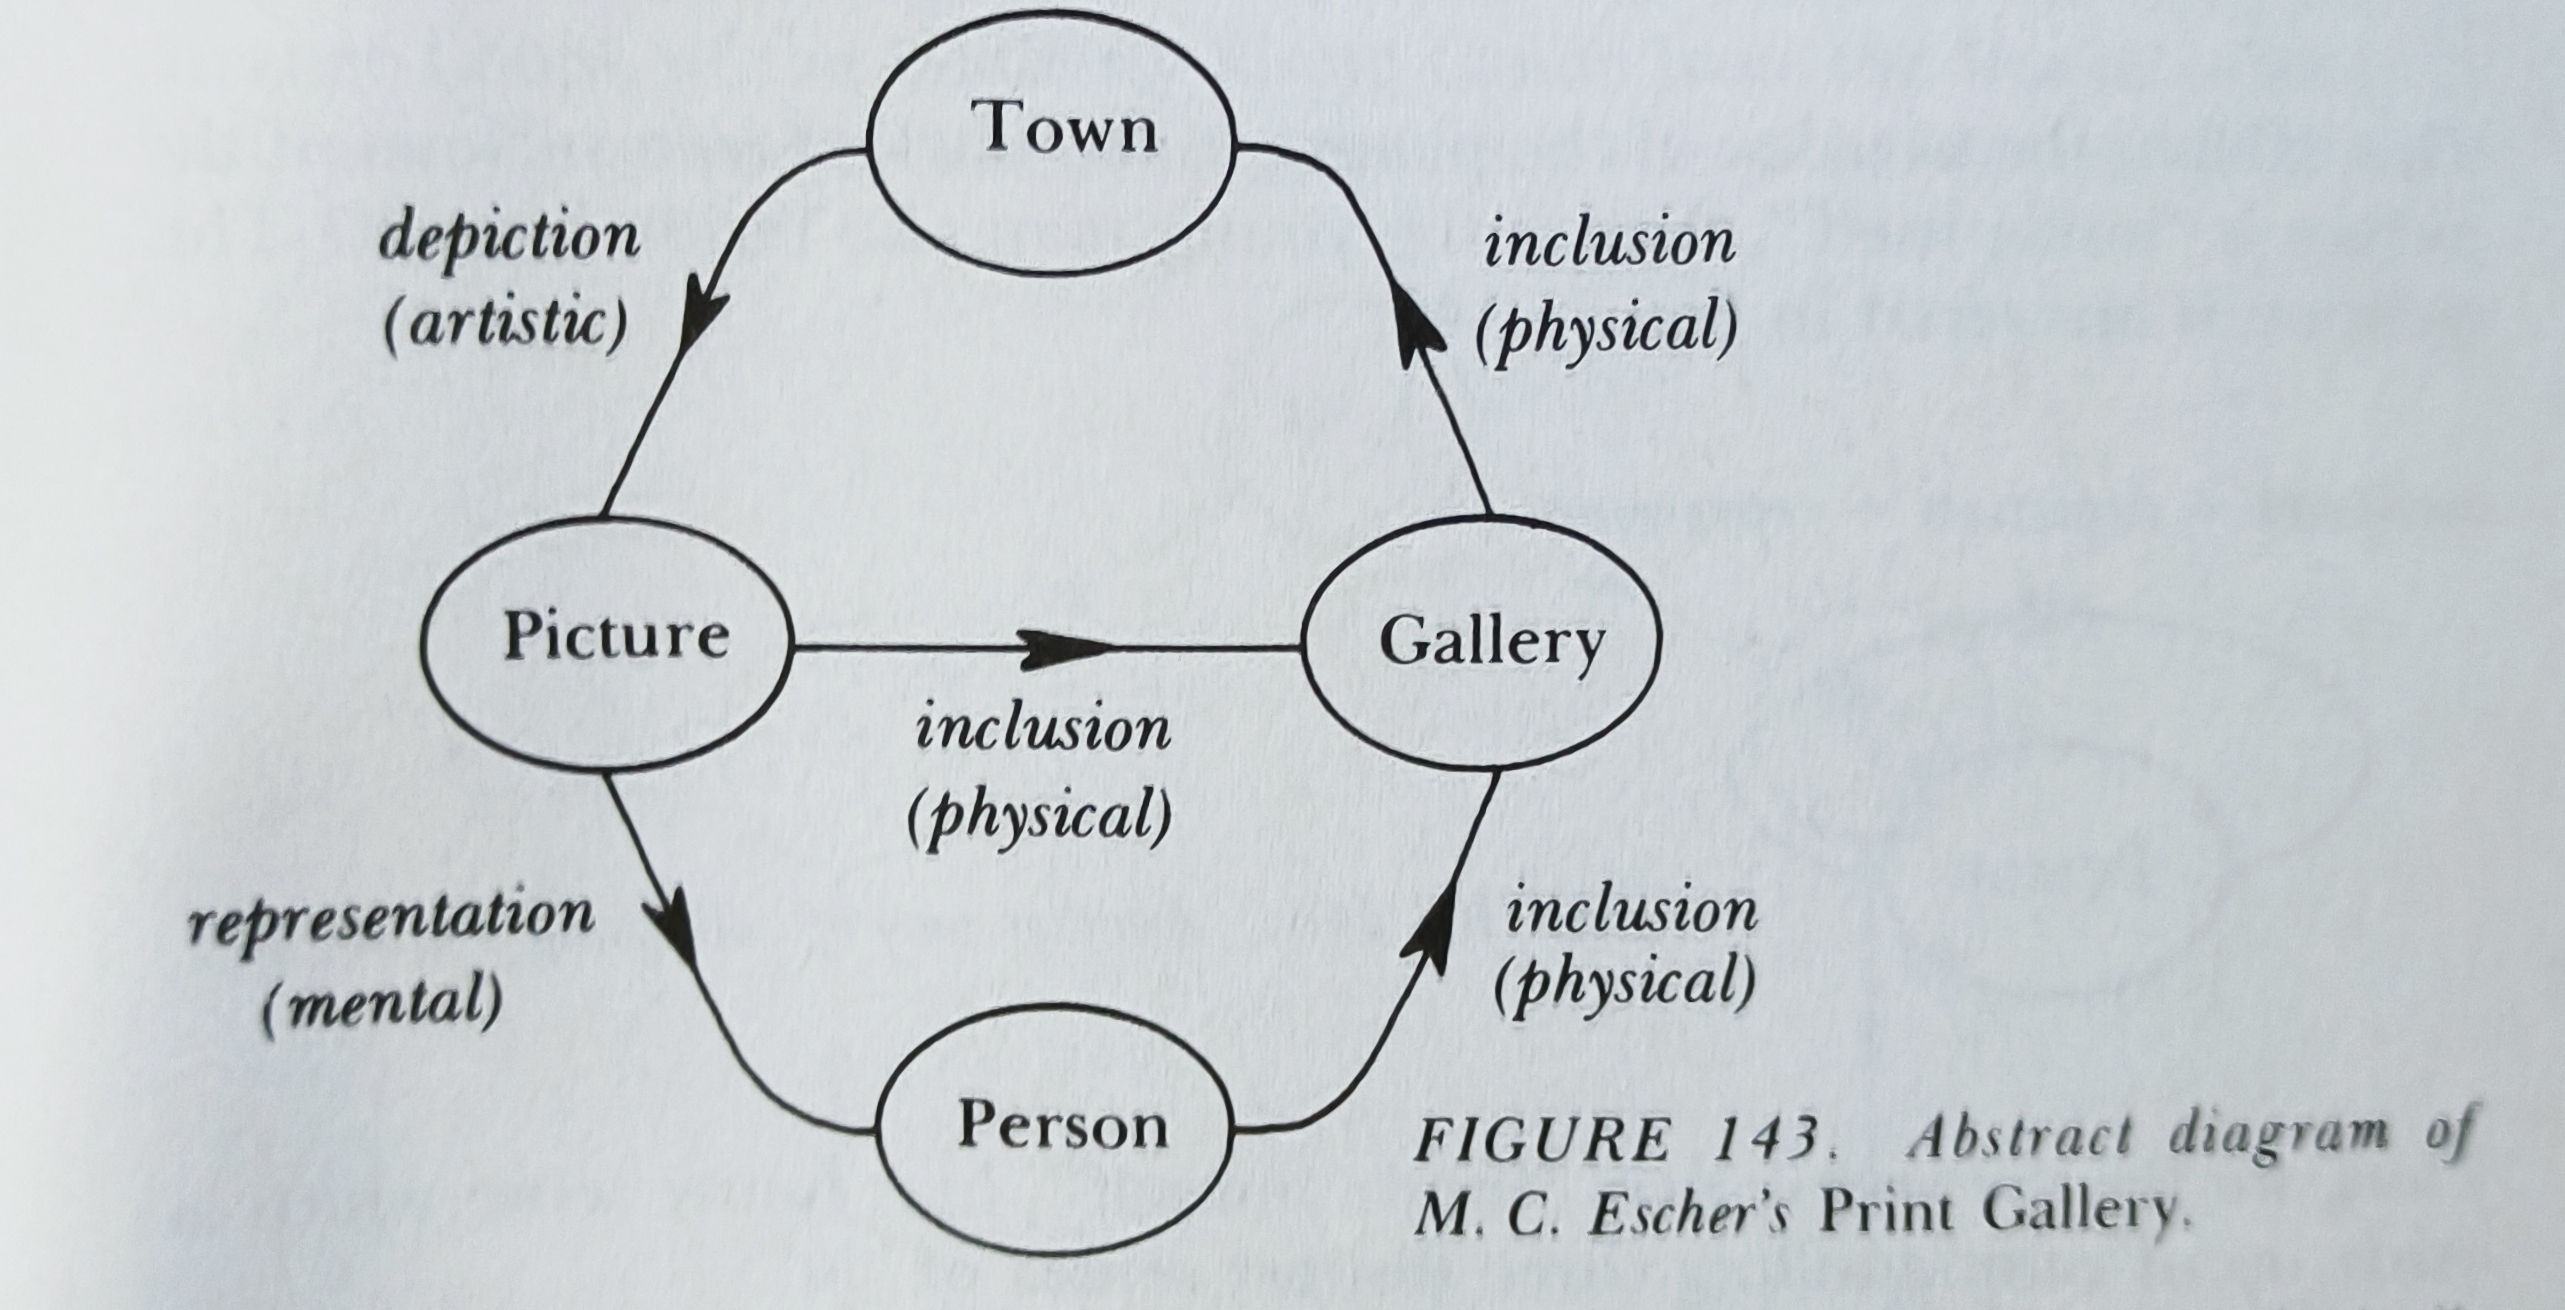 Town
depiction
(artistic)
inclusion
(physical)
Picture
Gallery
inclusion
(physical)
representation
(mental)
inclusion
(physical)
Person
FIGURE 143. Abstract diagram of
M. C. Escher's Print Gallery.